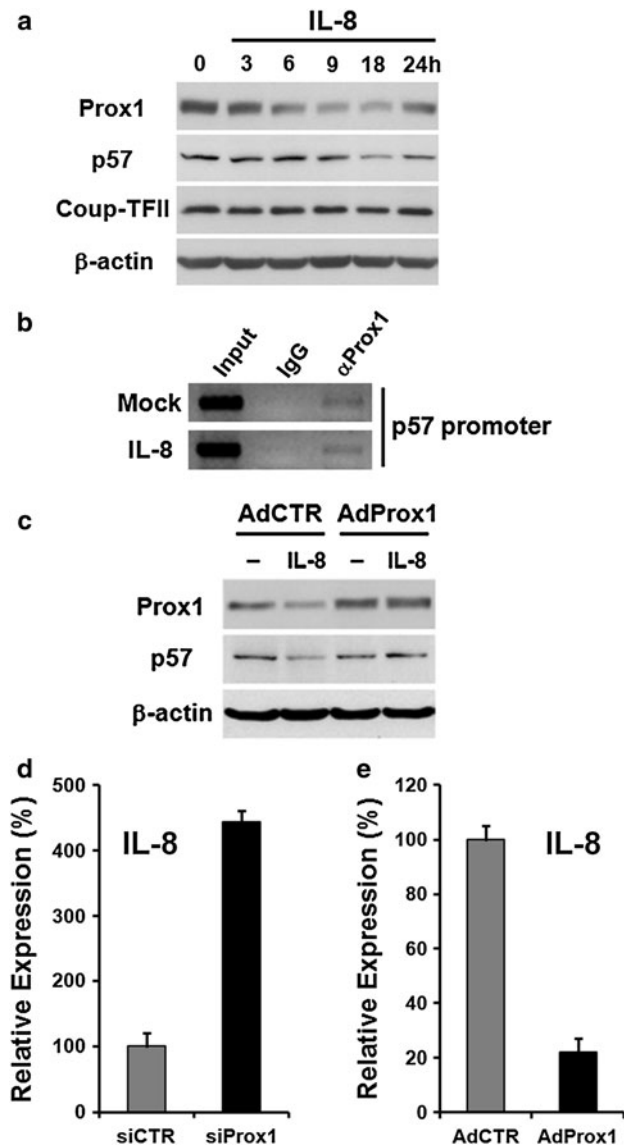 a
IL-8
0 3 6 9 18 24h
Prox1
p57
Coup-TFII
β-actin
b
Input IgG αProx1
Mock
IL-8
p57 promoter
c
AdCTR AdProx1
– IL-8 – IL-8
Prox1
p57
β-actin
d
Relative Expression (%)
500
400
300
200
100
0
IL-8
siCTR siProx1
e
Relative Expression (%)
120
100
80
60
40
20
0
IL-8
AdCTR AdProx1